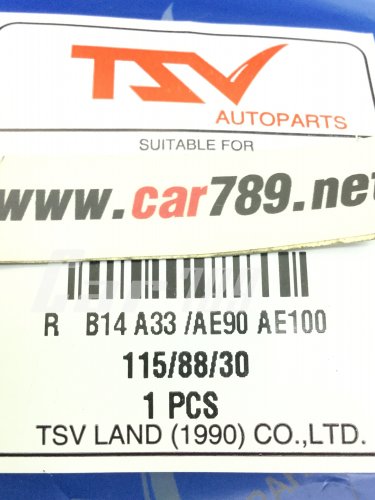 TSV
AUTOPARTS
SUITABLE FOR
www.car789.net
R B14 A33 /AE90 AE100
115/88/30
1 PCS
TSV LAND (1990) CO.,LTD.